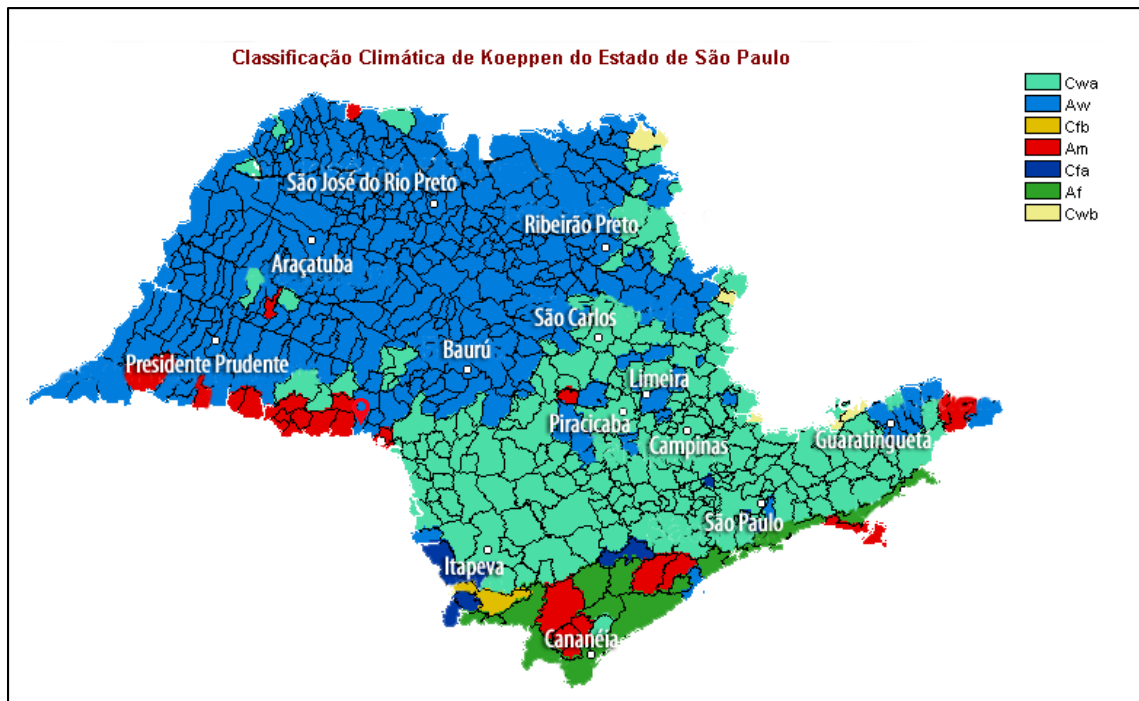 Classificação Climática de Koeppen do Estado de São Paulo
Cwa
Aw
Cfb
Am
Cfa
Af
Cwb
São José do Rio Preto
Ribeirão Preto
Araçatuba
São Carlos
Baurú
Presidente Prudente
Limeira
Piracicaba
Campinas
Guaratingueta
São Paulo
Itapeva
Cananéia